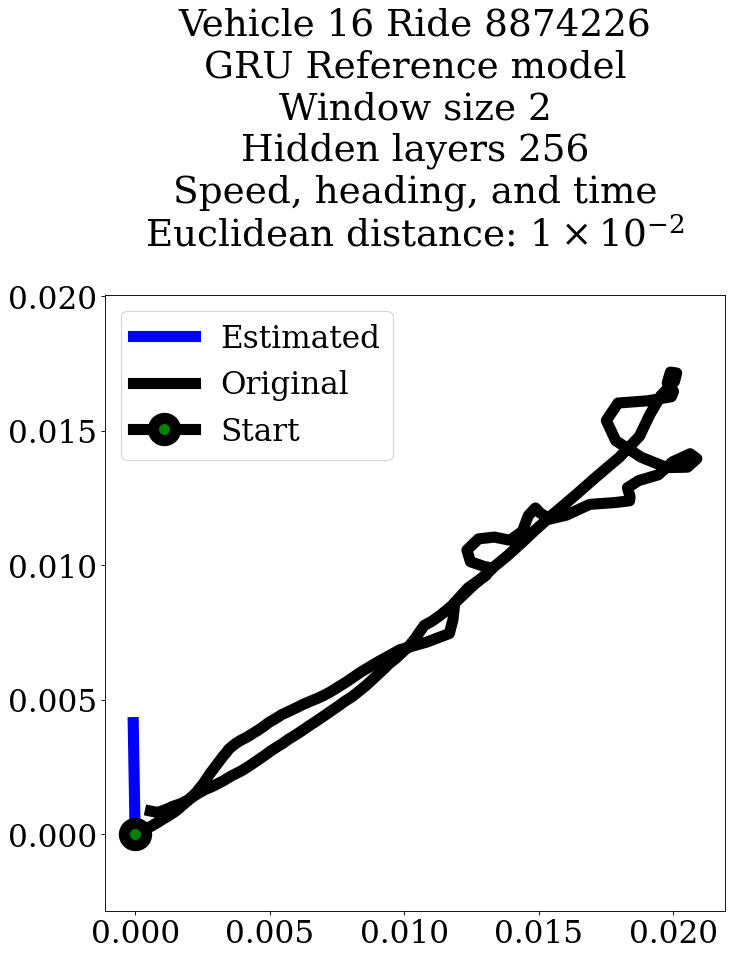 Vehicle 16 Ride 8874226
GRU Reference model
Window size 2
Hidden layers 256
Speed, heading, and time
Euclidean distance: 1 × 10⁻²
Estimated
Original
Start
0.020
0.015
0.010
0.005
0.000
0.000 0.005 0.010 0.015 0.020